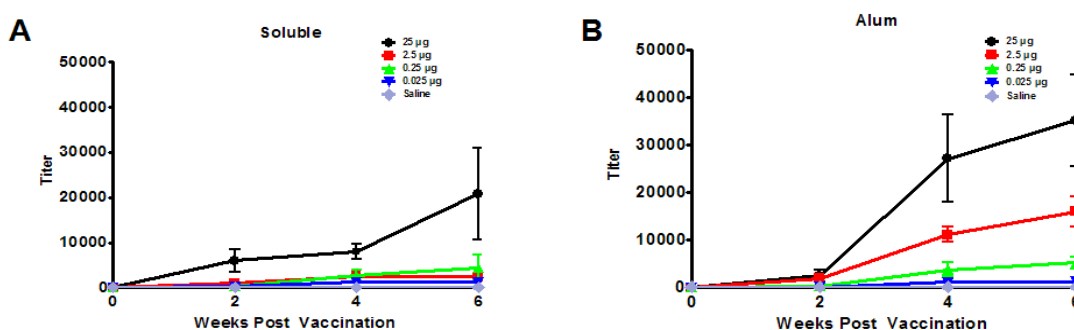 A
Soluble
25 µg
2.5 µg
0.25 µg
0.025 µg
Saline
50000
40000
30000
20000
10000
0
Titer
0 2 4 6
Weeks Post Vaccination
B
Alum
25 µg
2.5 µg
0.25 µg
0.025 µg
Saline
50000
40000
30000
20000
10000
0
Titer
0 2 4 6
Weeks Post Vaccination